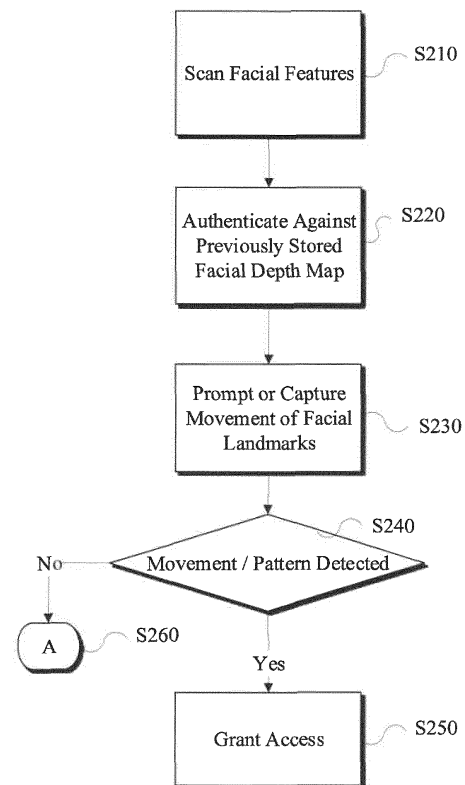 S210
Scan Facial Features
S220
Authenticate Against
Previously Stored
Facial Depth Map
Prompt or Capture
Movement of Facial
Landmarks
S230
S240
No
Movement / Pattern Detected
S260
A
Yes
S250
Grant Access